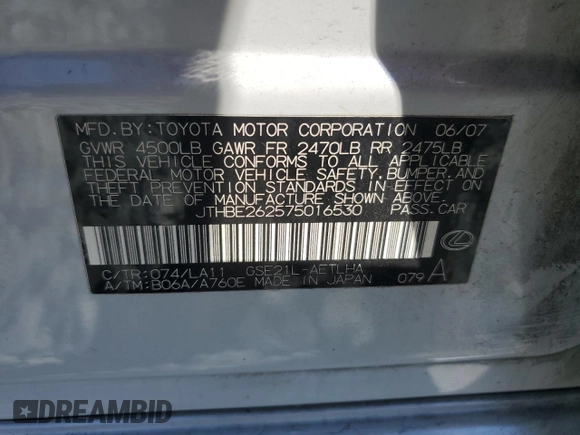 MFD. BY: TOYOTA MOTOR CORPORATION 06/07
GVWR 4500LB GAWR FR 2470LB RR 2475LB
THIS VEHICLE CONFORMS TO ALL APPLICABLE
FEDERAL MOTOR VEHICLE SAFETY, BUMPER, AND
THEFT PREVENTION STANDARDS IN EFFECT ON
THE DATE OF MANUFACTURE SHOWN ABOVE.
JTHBE262575016530 PASS. CAR
C/TR: 074/LA11 GSE21L-AETLHA
A/TM: B06A/A760E MADE IN JAPAN 079 A
DREAMBID